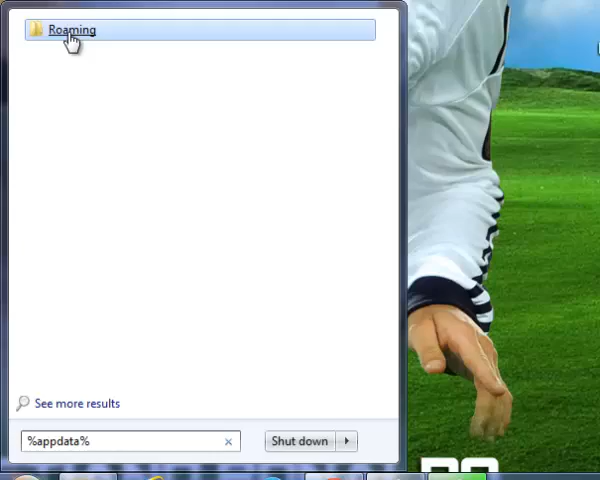 Roaming
See more results
%appdata%
Shut down